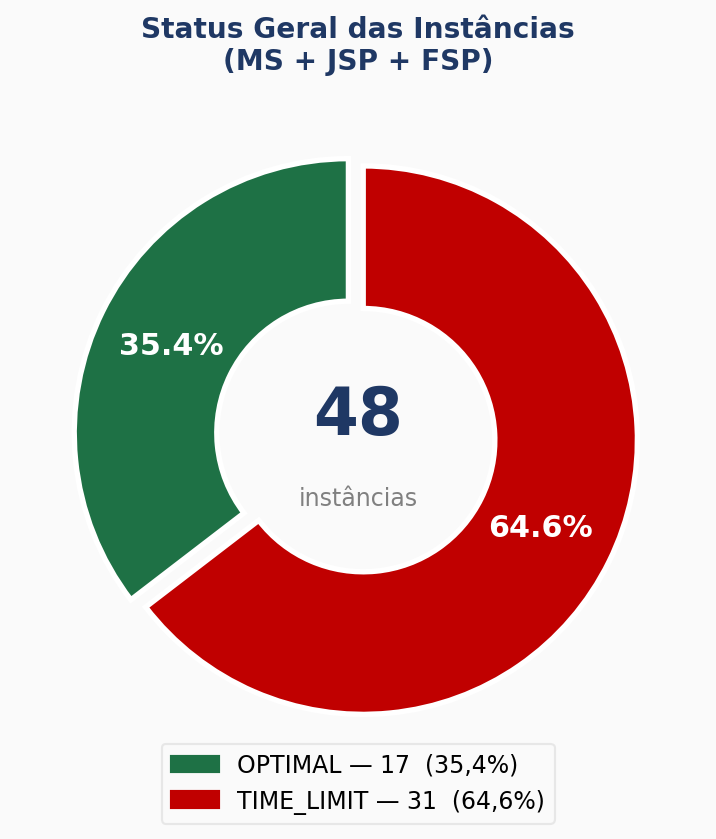 Status Geral das Instâncias
(MS + JSP + FSP)
35.4%
48
instâncias
64.6%
OPTIMAL — 17 (35,4%)
TIME_LIMIT — 31 (64,6%)